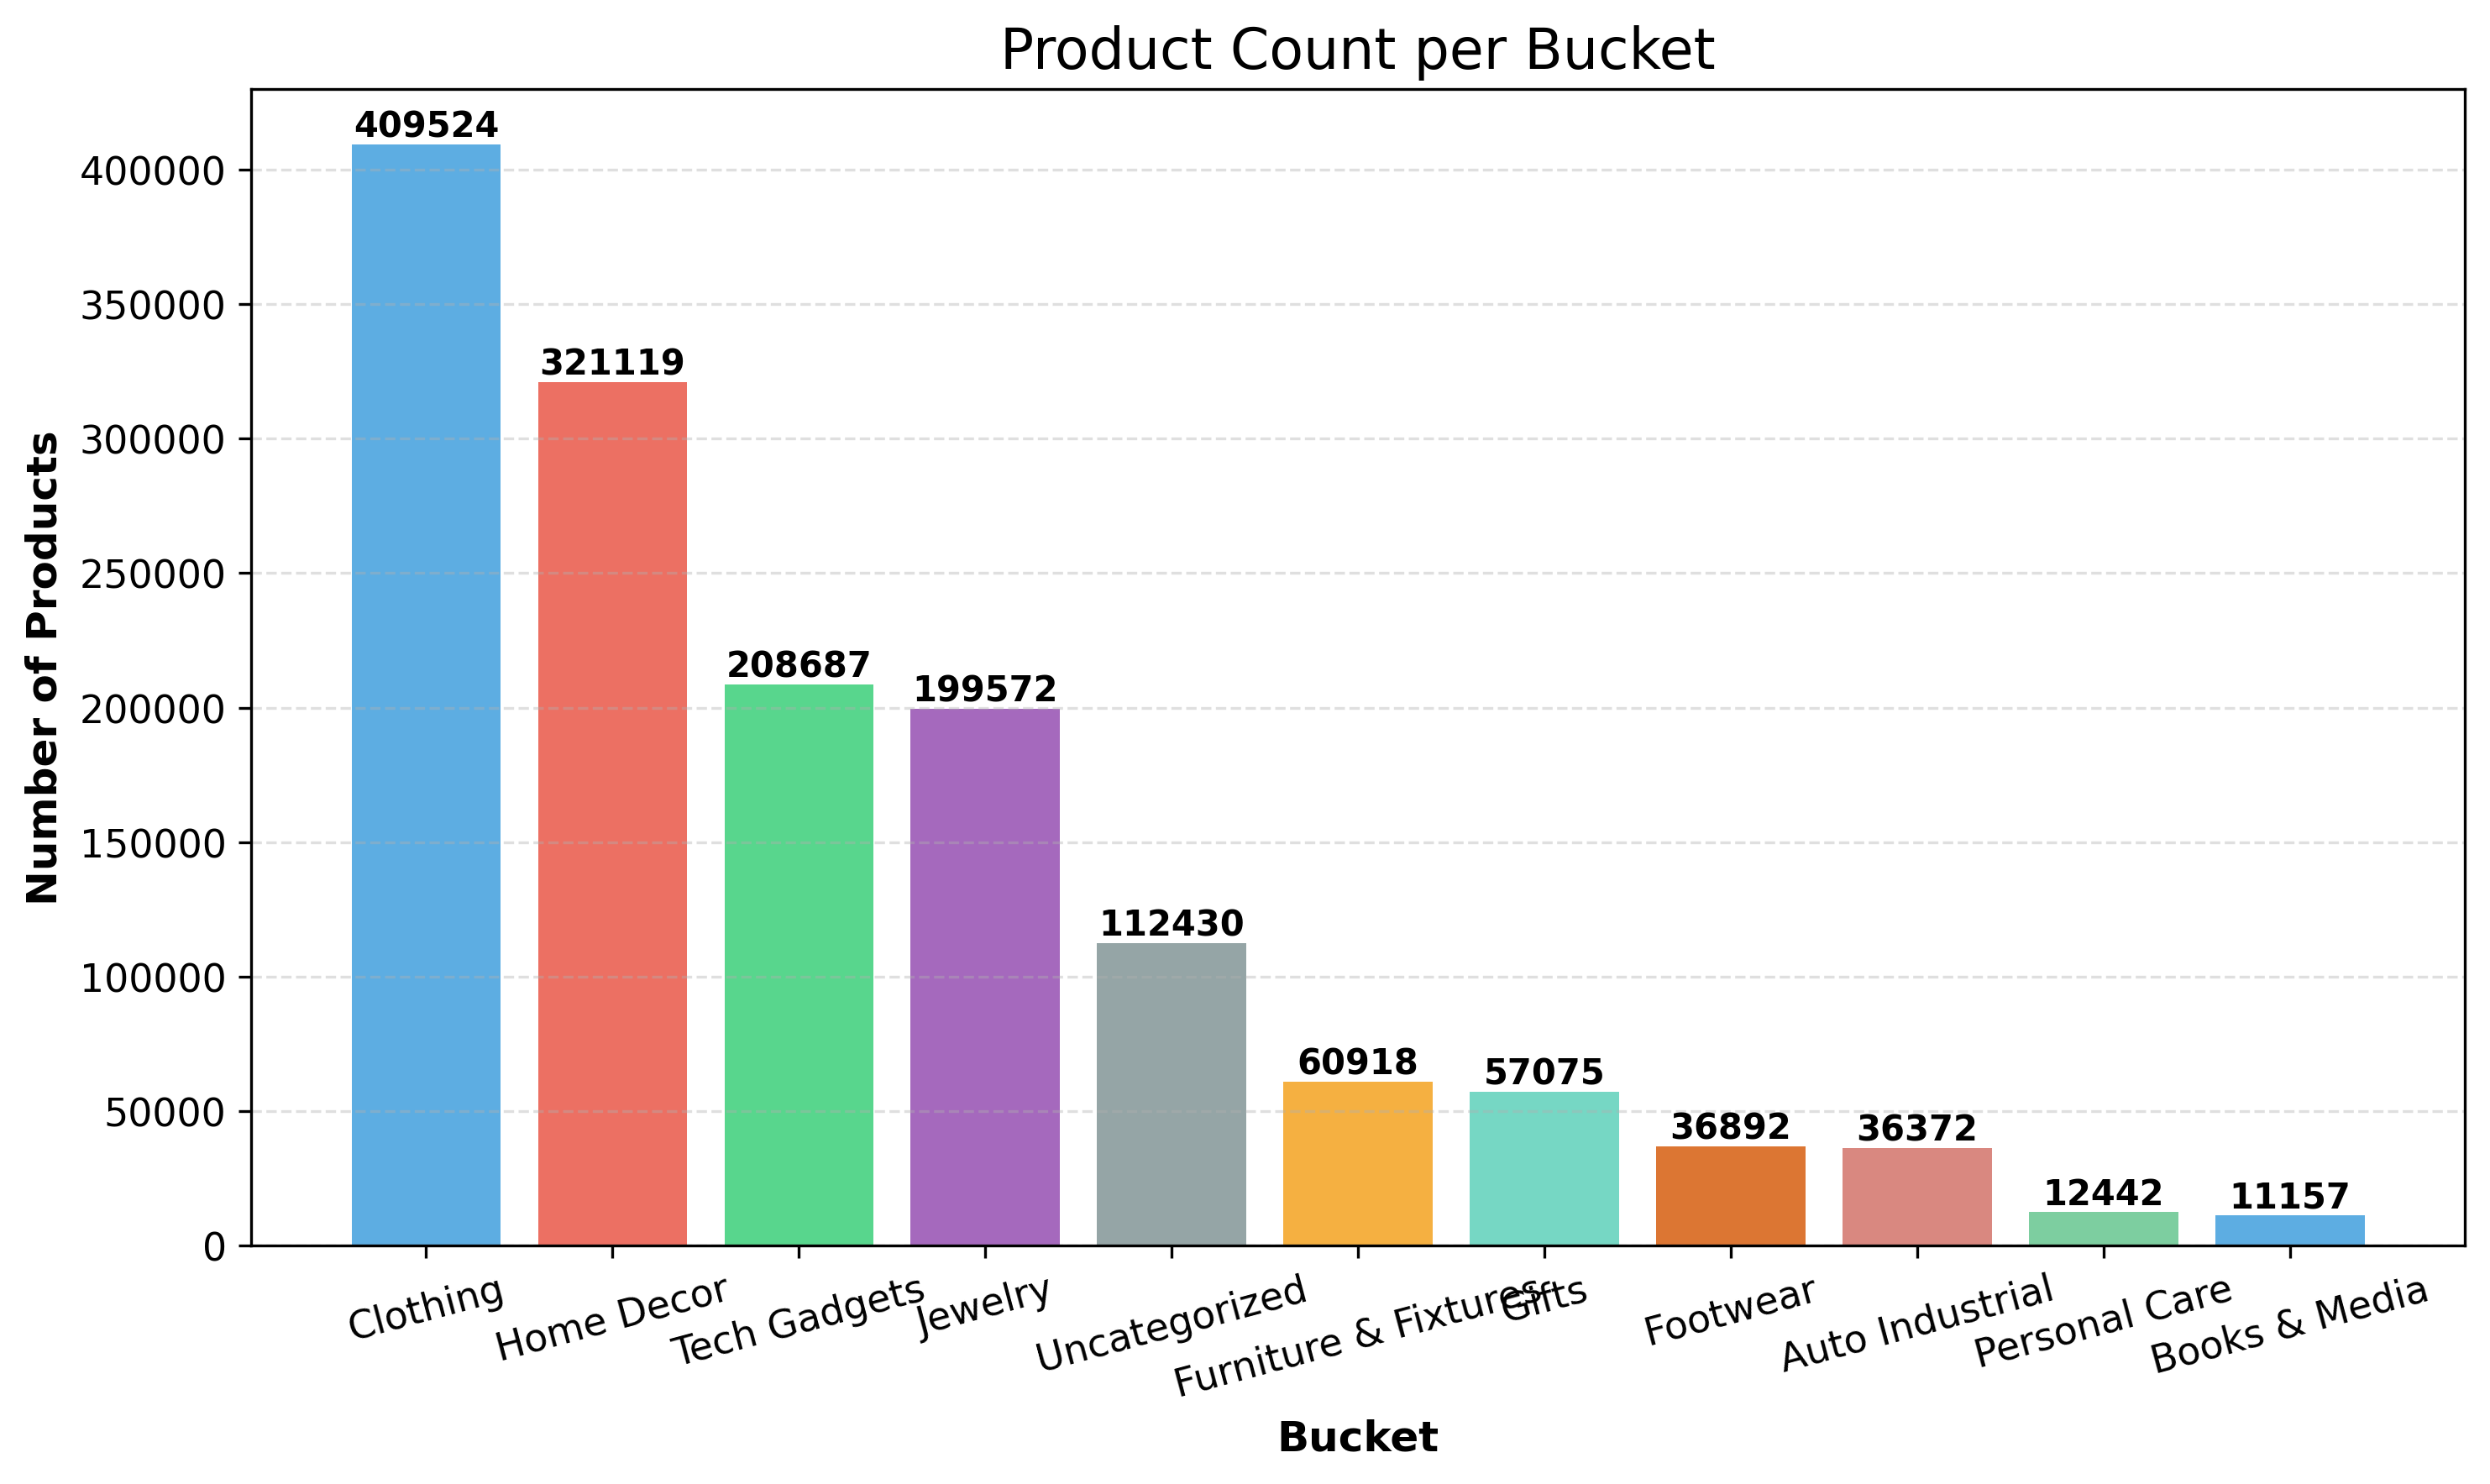 Product Count per Bucket
Number of Products
400000
350000
300000
250000
200000
150000
100000
50000
0
409524
321119
208687
199572
112430
60918
57075
36892
36372
12442
11157
Clothing
Home Decor
Tech Gadgets
Jewelry
Uncategorized
Furniture & Fixtures
Gifts
Footwear
Auto Industrial
Personal Care
Books & Media
Bucket